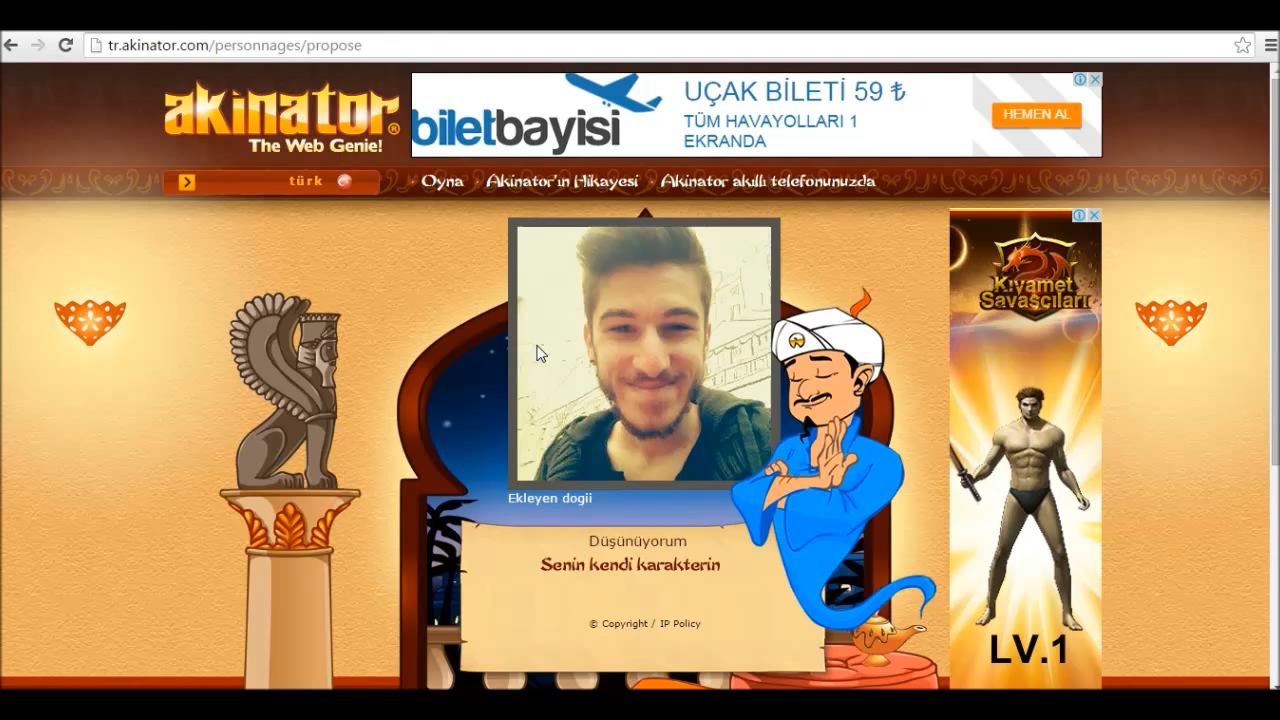 tr.akinator.com/personnages/propose
akinator®
The Web Genie!
biletbayisi
UÇAK BİLETİ 59 ₺
TÜM HAVAYOLLARI 1
EKRANDA
HEMEN AL
türk
Oyna
Akinator'ın Hikayesi
Akinator akıllı telefonunuzda
Kıyamet
Savaşcıları
Ekleyen dogii
Düşünüyorum
Senin kendi karakterin
© Copyright / IP Policy
LV.1